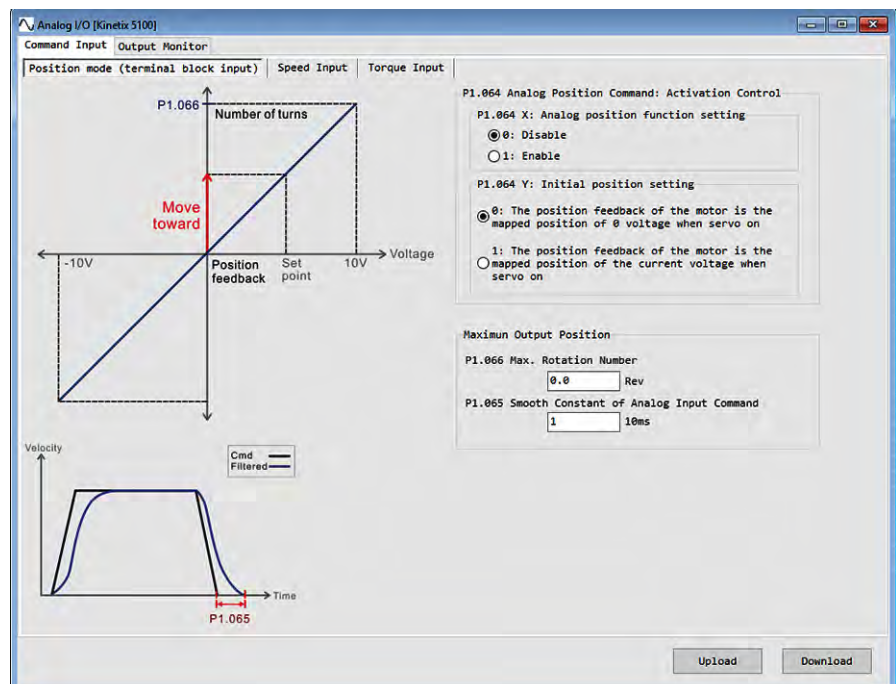 Analog I/O [Kinetix 5100]
Command Input Output Monitor
Position mode (terminal block input) Speed Input Torque Input
P1.066
Number of turns
Move
toward
Voltage
-10V
Position
feedback
Set
point
10V
Velocity
Cmd
Filtered
Time
P1.065
P1.064 Analog Position Command: Activation Control
P1.064 X: Analog position function setting
0: Disable
1: Enable
P1.064 Y: Initial position setting
0: The position feedback of the motor is the
mapped position of 0 voltage when servo on
1: The position feedback of the motor is the
mapped position of the current voltage when
servo on
Maximun Output Position
P1.066 Max. Rotation Number
0.0 Rev
P1.065 Smooth Constant of Analog Input Command
1 10ms
Upload Download